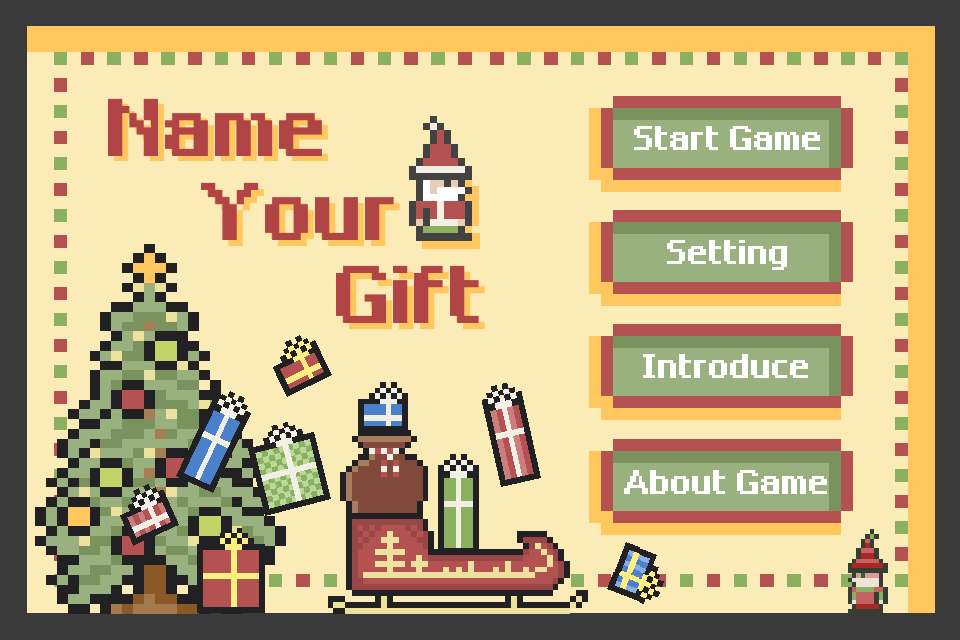 Name
Your
Gift
Start Game
Setting
Introduce
About Game